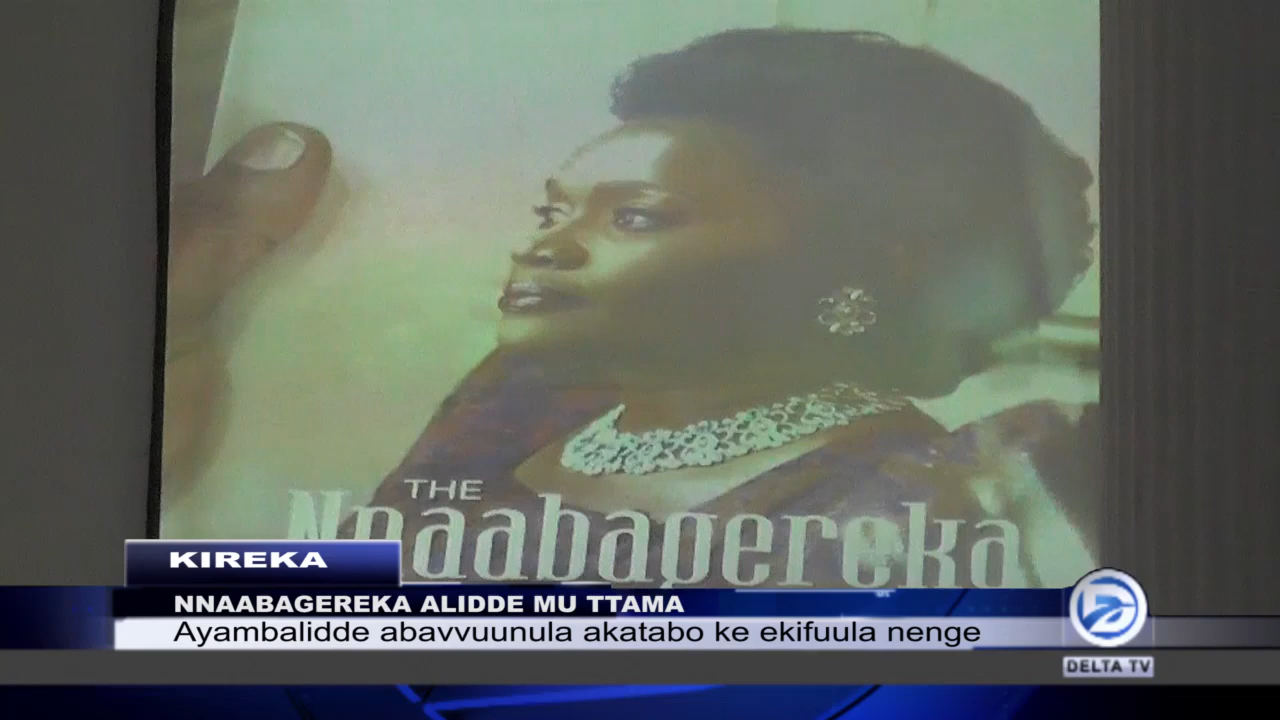 THE
Nnaabagereka
KIREKA
NNAABAGEREKA ALIDDE MU TTAMA
Ayambalidde abavvuunula akatabo ke ekifuula nenge
DELTA TV